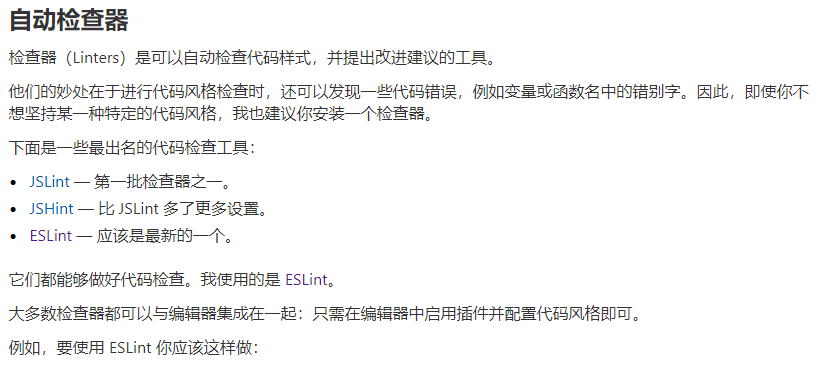 自动检查器
检查器（Linters）是可以自动检查代码样式，并提出改进建议的工具。
他们的妙处在于进行代码风格检查时，还可以发现一些代码错误，例如变量或函数名中的错别字。因此，即使你不
想坚持某一种特定的代码风格，我也建议你安装一个检查器。
下面是一些最出名的代码检查工具：
• JSLint — 第一批检查器之一。
• JSHint — 比 JSLint 多了更多设置。
• ESLint — 应该是最新的一个。
它们都能够做好代码检查。我使用的是 ESLint。
大多数检查器都可以与编辑器集成在一起：只需在编辑器中启用插件并配置代码风格即可。
例如，要使用 ESLint 你应该这样做：